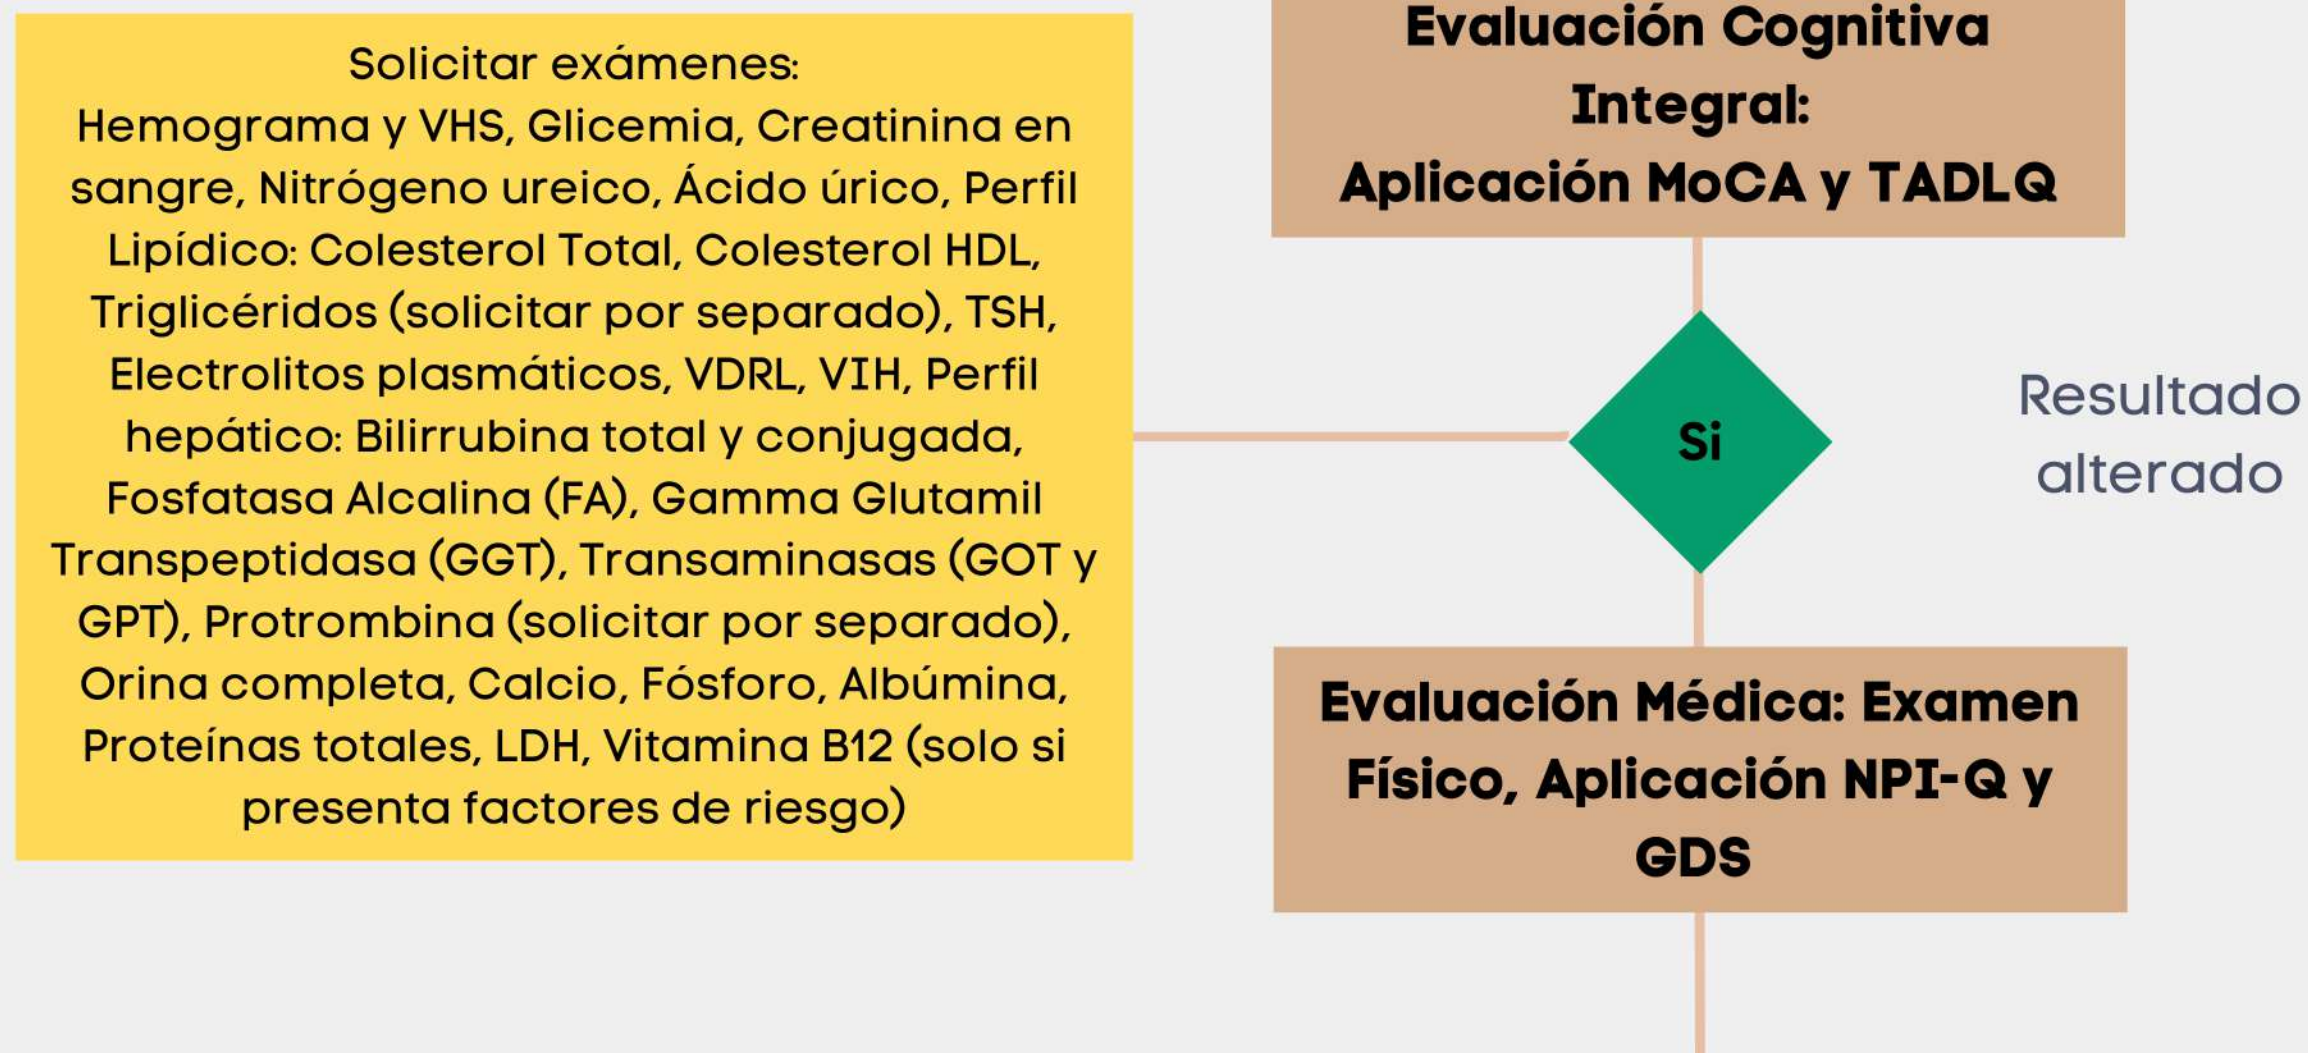 Solicitar exámenes:
Hemograma y VHS, Glicemia, Creatinina en
sangre, Nitrógeno ureico, Ácido úrico, Perfil
Lipídico: Colesterol Total, Colesterol HDL,
Triglicéridos (solicitar por separado), TSH,
Electrolitos plasmáticos, VDRL, VIH, Perfil
hepático: Bilirrubina total y conjugada,
Fosfatasa Alcalina (FA), Gamma Glutamil
Transpeptidasa (GGT), Transaminasas (GOT y
GPT), Protrombina (solicitar por separado),
Orina completa, Calcio, Fósforo, Albúmina,
Proteínas totales, LDH, Vitamina B12 (solo si
presenta factores de riesgo)
Evaluación Cognitiva
Integral:
Aplicación MoCA y TADLQ
Si
Resultado
alterado
Evaluación Médica: Examen
Físico, Aplicación NPI-Q y
GDS